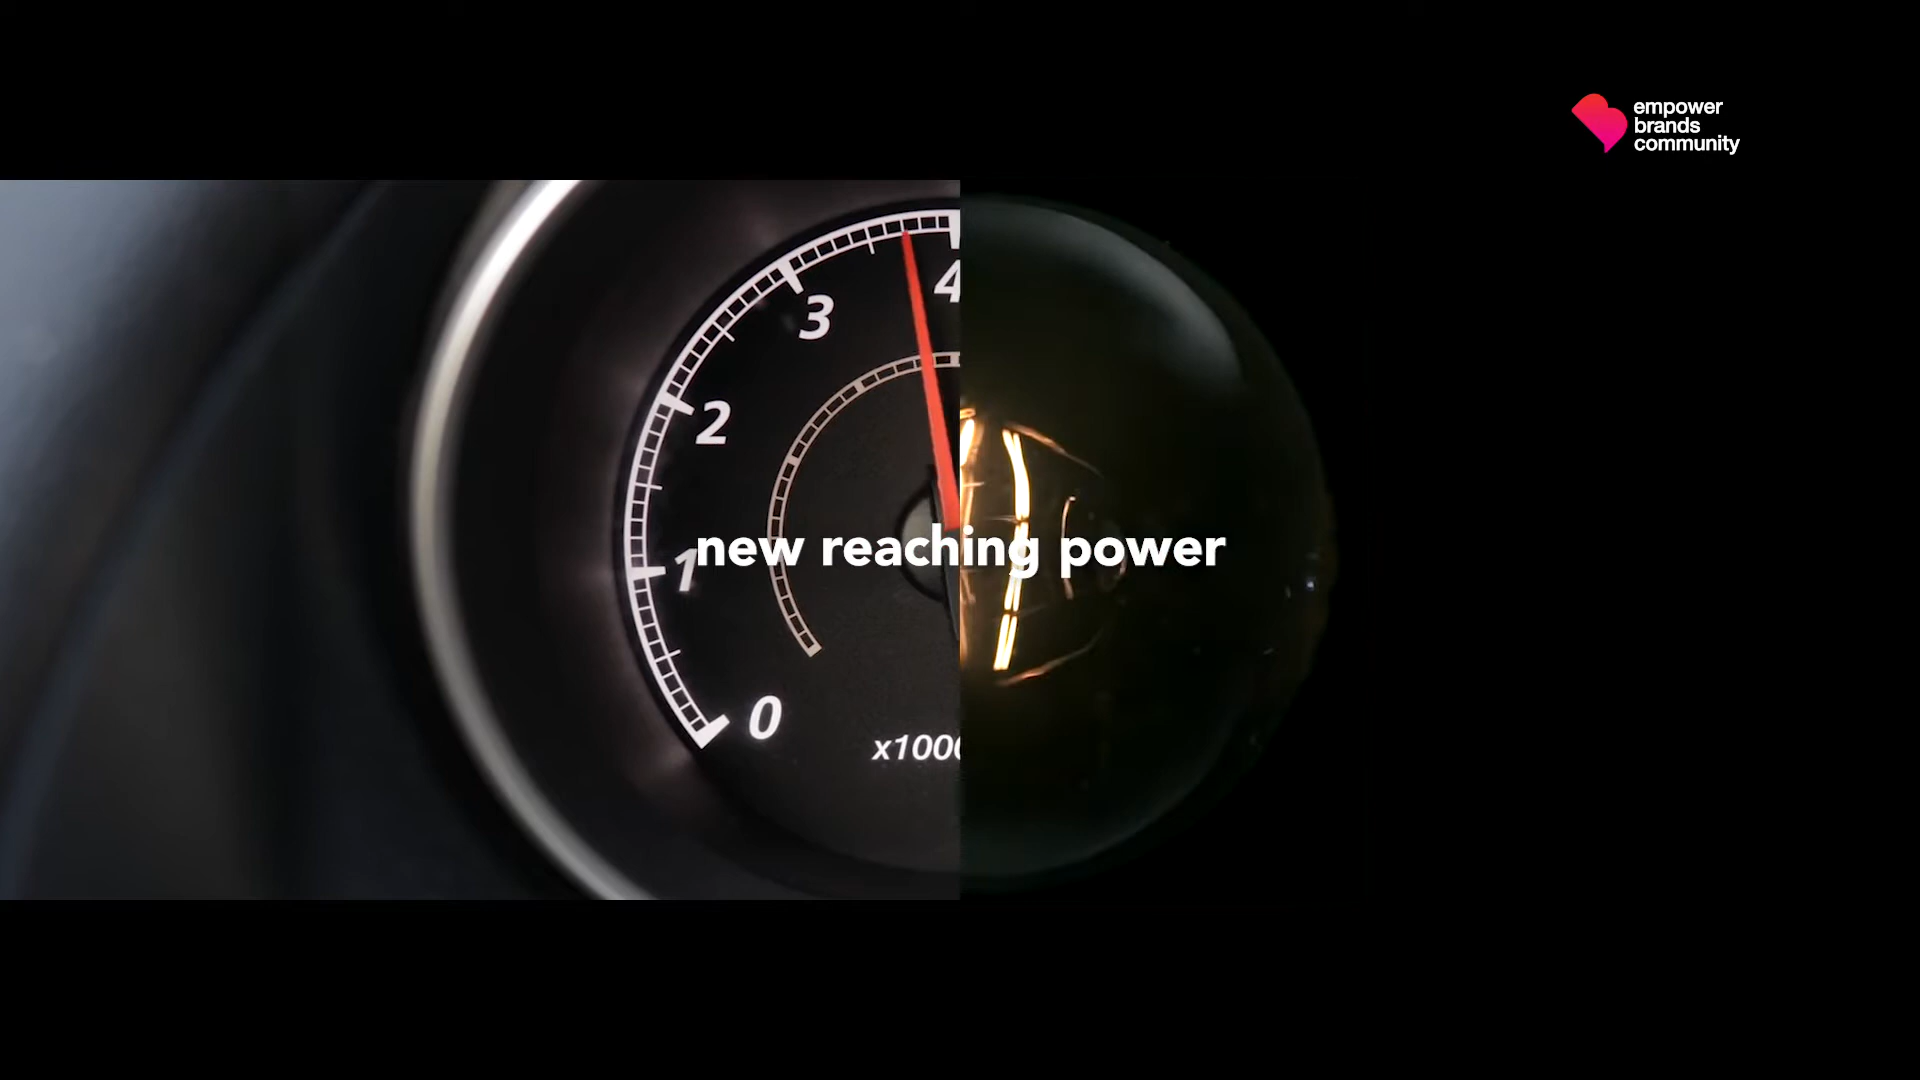 empower
brands
community
4
3
2
new reaching power
1
0
x1000